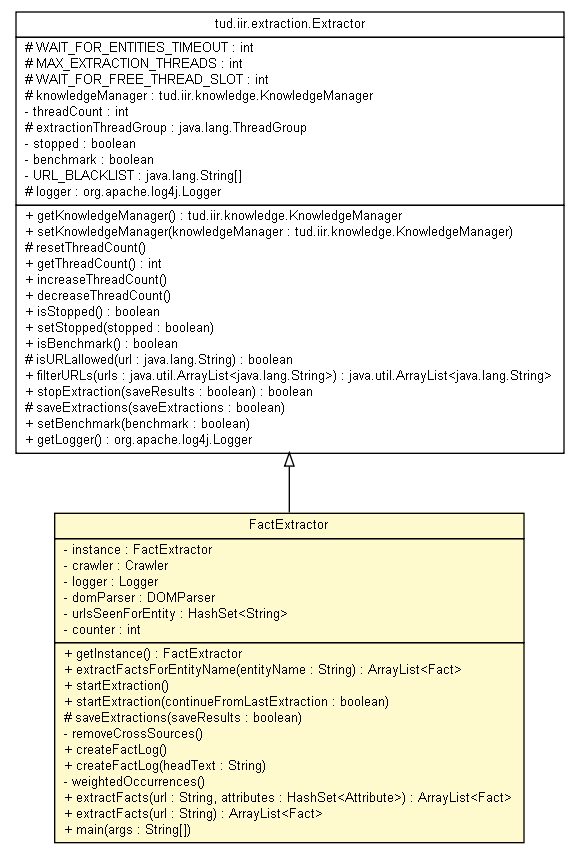 tud.iir.extraction.Extractor
# WAIT_FOR_ENTITIES_TIMEOUT : int
# MAX_EXTRACTION_THREADS : int
# WAIT_FOR_FREE_THREAD_SLOT : int
# knowledgeManager : tud.iir.knowledge.KnowledgeManager
- threadCount : int
# extractionThreadGroup : java.lang.ThreadGroup
- stopped : boolean
- benchmark : boolean
- URL_BLACKLIST : java.lang.String[]
# logger : org.apache.log4j.Logger
+ getKnowledgeManager() : tud.iir.knowledge.KnowledgeManager
+ setKnowledgeManager(knowledgeManager : tud.iir.knowledge.KnowledgeManager)
# resetThreadCount()
+ getThreadCount() : int
+ increaseThreadCount()
+ decreaseThreadCount()
+ isStopped() : boolean
+ setStopped(stopped : boolean)
+ isBenchmark() : boolean
# isURLallowed(url : java.lang.String) : boolean
+ filterURLs(urls : java.util.ArrayList<java.lang.String>) : java.util.ArrayList<java.lang.String>
+ stopExtraction(saveResults : boolean) : boolean
# saveExtractions(saveExtractions : boolean)
+ setBenchmark(benchmark : boolean)
+ getLogger() : org.apache.log4j.Logger
FactExtractor
- instance : FactExtractor
- crawler : Crawler
- logger : Logger
- domParser : DOMParser
- urlsSeenForEntity : HashSet<String>
- counter : int
+ getInstance() : FactExtractor
+ extractFactsForEntityName(entityName : String) : ArrayList<Fact>
+ startExtraction()
+ startExtraction(continueFromLastExtraction : boolean)
# saveExtractions(saveResults : boolean)
- removeCrossSources()
+ createFactLog()
+ createFactLog(headText : String)
- weightedOccurrences()
+ extractFacts(url : String, attributes : HashSet<Attribute>) : ArrayList<Fact>
+ extractFacts(url : String) : ArrayList<Fact>
+ main(args : String[])